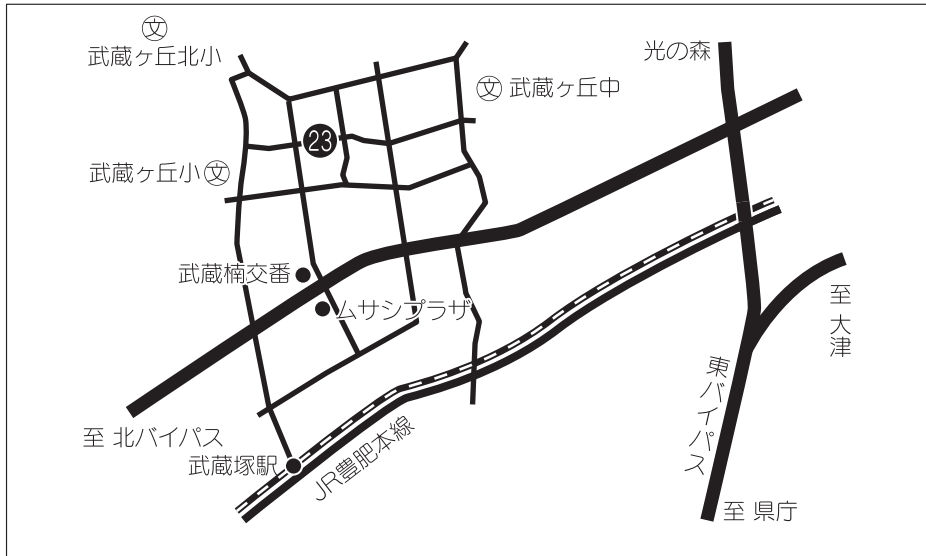 文
武蔵ヶ丘北小
光の森
文 武蔵ヶ丘中
23
武蔵ヶ丘小 文
武蔵楠交番
ムサシプラザ
至 大津
東バイパス
至 北バイパス
武蔵塚駅
JR豊肥本線
至 県庁